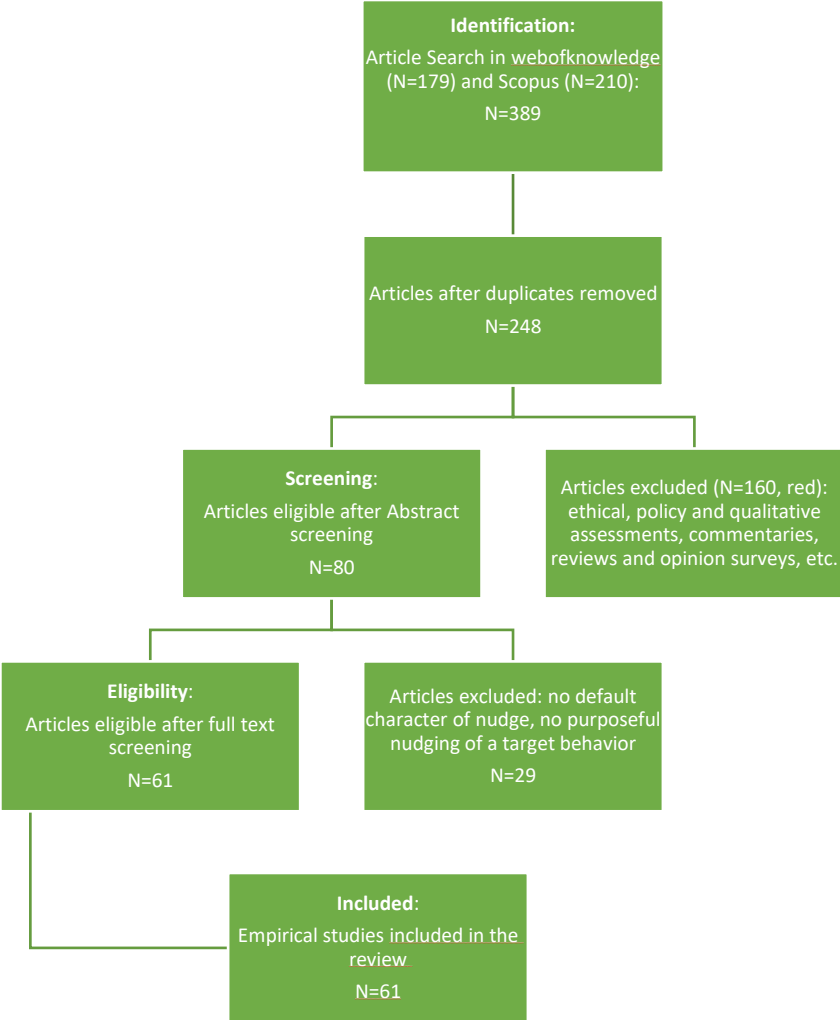 Identification:
Article Search in webofknowledge
(N=179) and Scopus (N=210):
N=389
Articles after duplicates removed
N=248
Screening:
Articles eligible after Abstract
screening
N=80
Articles excluded (N=160, red):
ethical, policy and qualitative
assessments, commentaries,
reviews and opinion surveys, etc.
Eligibility:
Articles eligible after full text
screening
N=61
Articles excluded: no default
character of nudge, no purposeful
nudging of a target behavior
N=29
Included:
Empirical studies included in the
review
N=61